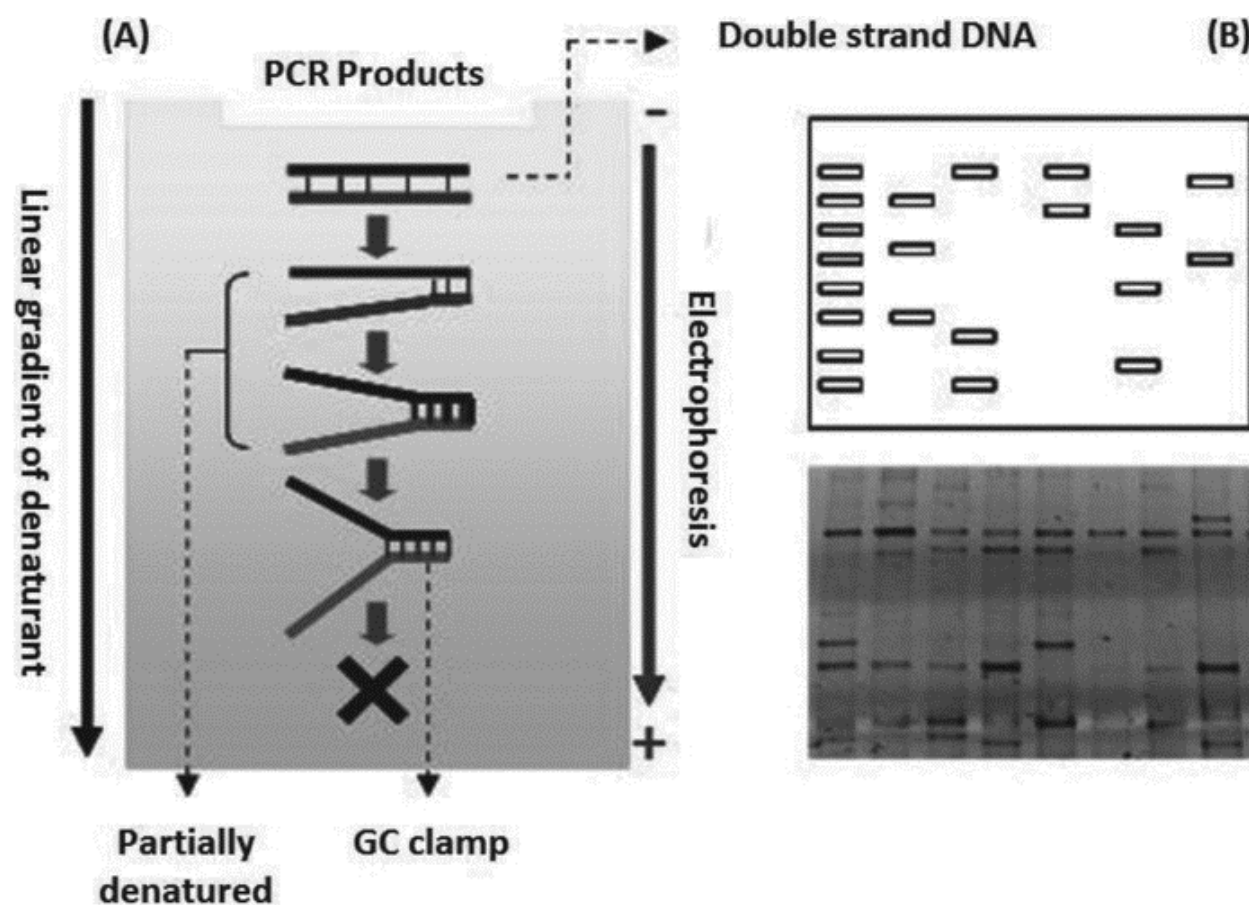 (A)
Double strand DNA
(B)
PCR Products
-
Linear gradient of denaturant
Electrophoresis
+
Partially
denatured
GC clamp